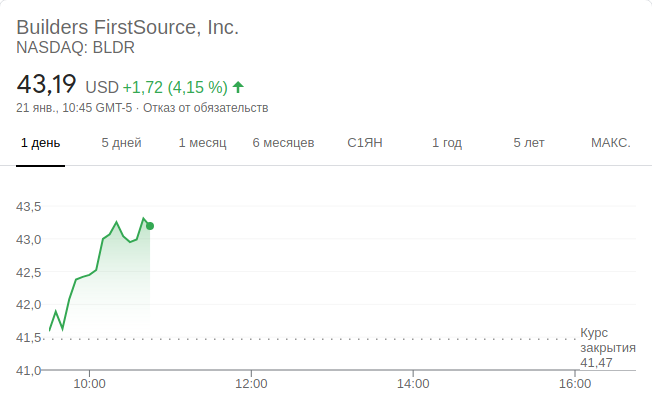 Builders FirstSource, Inc.
NASDAQ: BLDR
43,19 USD +1,72 (4,15 %)
21 янв., 10:45 GMT-5 · Отказ от обязательств
1 день 5 дней 1 месяц 6 месяцев С1ЯН 1 год 5 лет МАКС.
43,5
43,0
42,5
42,0
41,5
41,0
Курс
закрытия
41,47
10:00 12:00 14:00 16:00